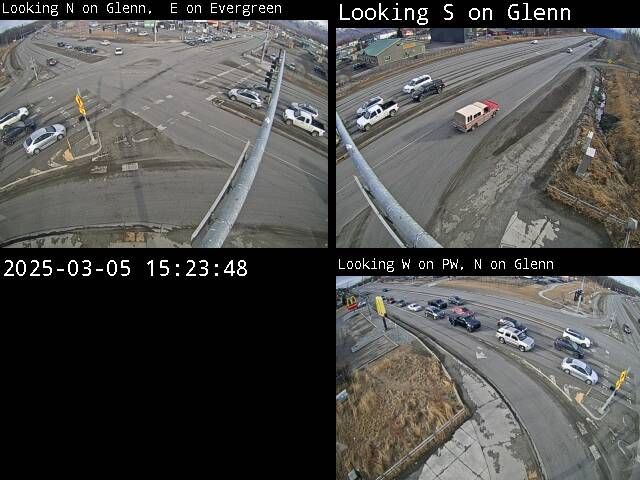 Looking N on Glenn,  E on Evergreen
Looking S on Glenn
2025-03-05 15:23:48
Looking W on PW, N on Glenn